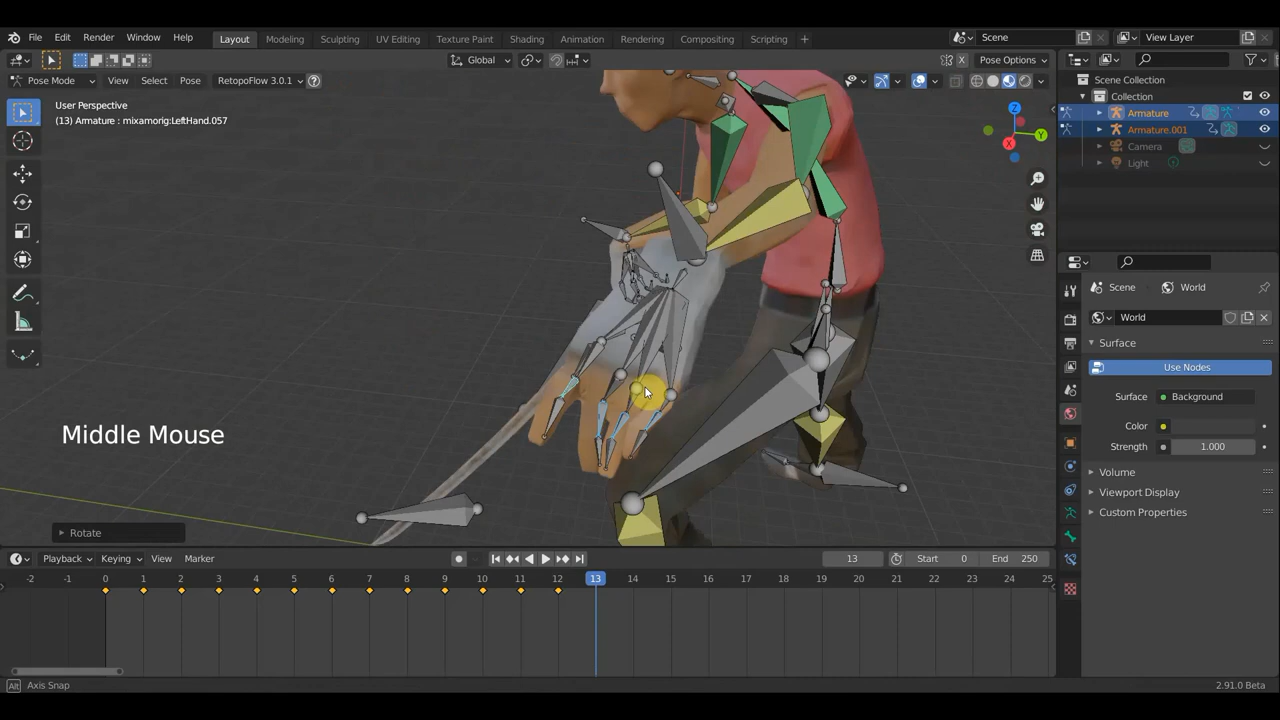 File Edit Render Window Help Layout Modeling Sculpting UV Editing Texture Paint Shading Animation Rendering Compositing Scripting + Scene View Layer
Global Pose Options
Pose Mode View Select Pose RetopoFlow 3.0.1 Scene Collection
Collection
User Perspective
(13) Armature : mixamorig:LeftHand.057
Armature
Armature.001
Camera
Light
X
Y
Z
Scene World
World
Surface
Use Nodes
Surface Background
Color
Strength 1.000
Volume
Viewport Display
Custom Properties
Middle Mouse
Rotate
Playback Keying View Marker 13 Start 0 End 250
-2 -1 0 1 2 3 4 5 6 7 8 9 10 11 12 13 14 15 16 17 18 19 20 21 22 23 24 25
Alt Axis Snap 2.91.0 Beta